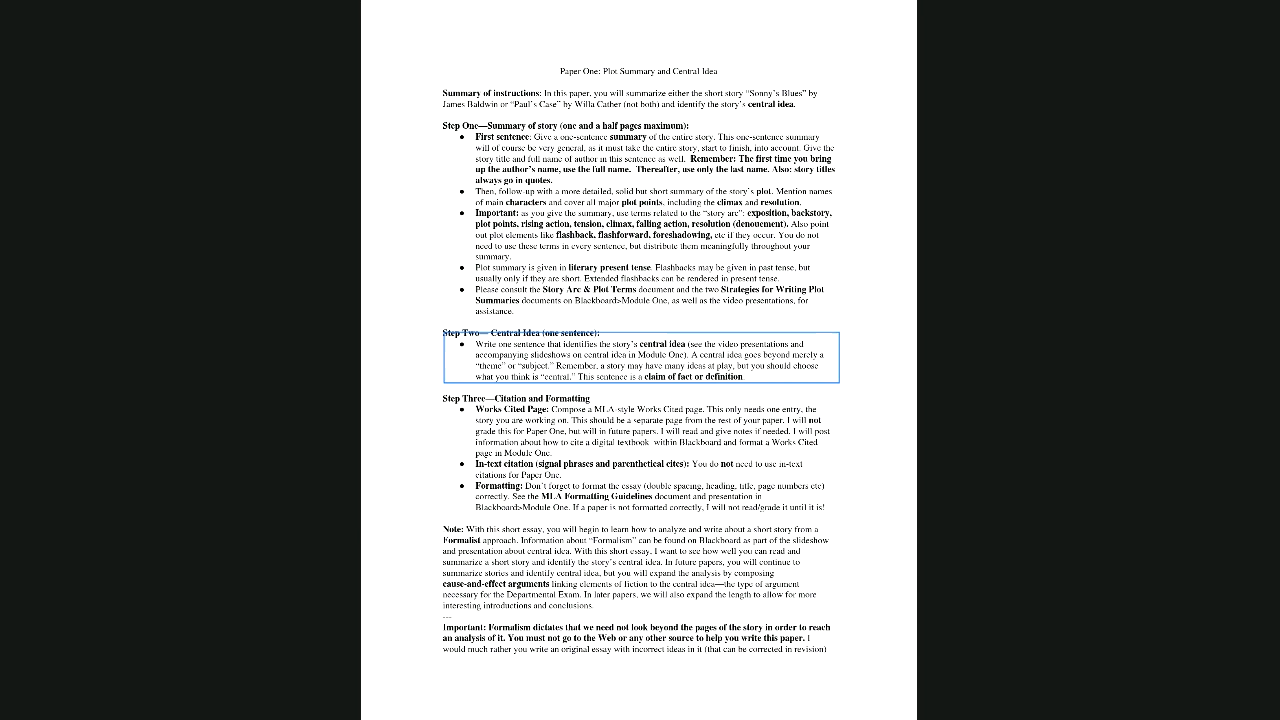 Paper One: Plot Summary and Central Idea
Summary of instructions: In this paper, you will summarize either the short story “Sonny’s Blues” by
James Baldwin or “Paul’s Case” by Willa Cather (not both) and identify the story’s central idea.
Step One—Summary of story (one and a half pages maximum):
● First sentence: Give a one-sentence summary of the entire story. This one-sentence summary
will of course be very general, as it must take the entire story, start to finish, into account. Give the
story title and full name of author in this sentence as well. Remember: The first time you bring
up the author’s name, use the full name. Thereafter, use only the last name. Also: story titles
always go in quotes.
● Then, follow-up with a more detailed, solid but short summary of the story’s plot. Mention names
of main characters and cover all major plot points, including the climax and resolution.
● Important: as you give the summary, use terms related to the “story arc”: exposition, backstory,
plot points, rising action, tension, climax, falling action, resolution (denouement). Also point
out plot elements like flashback, flashforward, foreshadowing, etc if they occur. You do not
need to use these terms in every sentence, but distribute them meaningfully throughout your
summary.
● Plot summary is given in literary present tense. Flashbacks may be given in past tense, but
usually only if they are short. Extended flashbacks can be rendered in present tense.
● Please consult the Story Arc & Plot Terms document and the two Strategies for Writing Plot
Summaries documents on Blackboard>Module One, as well as the video presentations, for
assistance.
Step Two— Central Idea (one sentence):
● Write one sentence that identifies the story’s central idea (see the video presentations and
accompanying slideshows on central idea in Module One). A central idea goes beyond merely a
“theme” or “subject.” Remember, a story may have many ideas at play, but you should choose
what you think is “central.” This sentence is a claim of fact or definition
Step Three—Citation and Formatting
● Works Cited Page: Compose a MLA-style Works Cited page. This only needs one entry, the
story you are working on. This should be a separate page from the rest of your paper. I will not
grade this for Paper One, but will in future papers. I will read and give notes if needed. I will post
information about how to cite a digital textbook within Blackboard and format a Works Cited
page in Module One.
● In-text citation (signal phrases and parenthetical cites): You do not need to use in-text
citations for Paper One.
● Formatting: Don’t forget to format the essay (double spacing, heading, title, page numbers etc)
correctly. See the MLA Formatting Guidelines document and presentation in
Blackboard>Module One. If a paper is not formatted correctly, I will not read/grade it until it is!
Note: With this short essay, you will begin to learn how to analyze and write about a short story from a
Formalist approach. Information about “Formalism” can be found on Blackboard as part of the slideshow
and presentation about central idea. With this short essay, I want to see how well you can read and
summarize a short story and identify the story’s central idea. In future papers, you will continue to
summarize stories and identify central idea, but you will expand the analysis by composing
cause-and-effect arguments linking elements of fiction to the central idea—the type of argument
necessary for the Departmental Exam. In later papers, we will also expand the length to allow for more
interesting introductions and conclusions.
---
Important: Formalism dictates that we need not look beyond the pages of the story in order to reach
an analysis of it. You must not go to the Web or any other source to help you write this paper. I
would much rather you write an original essay with incorrect ideas in it (that can be corrected in revision)